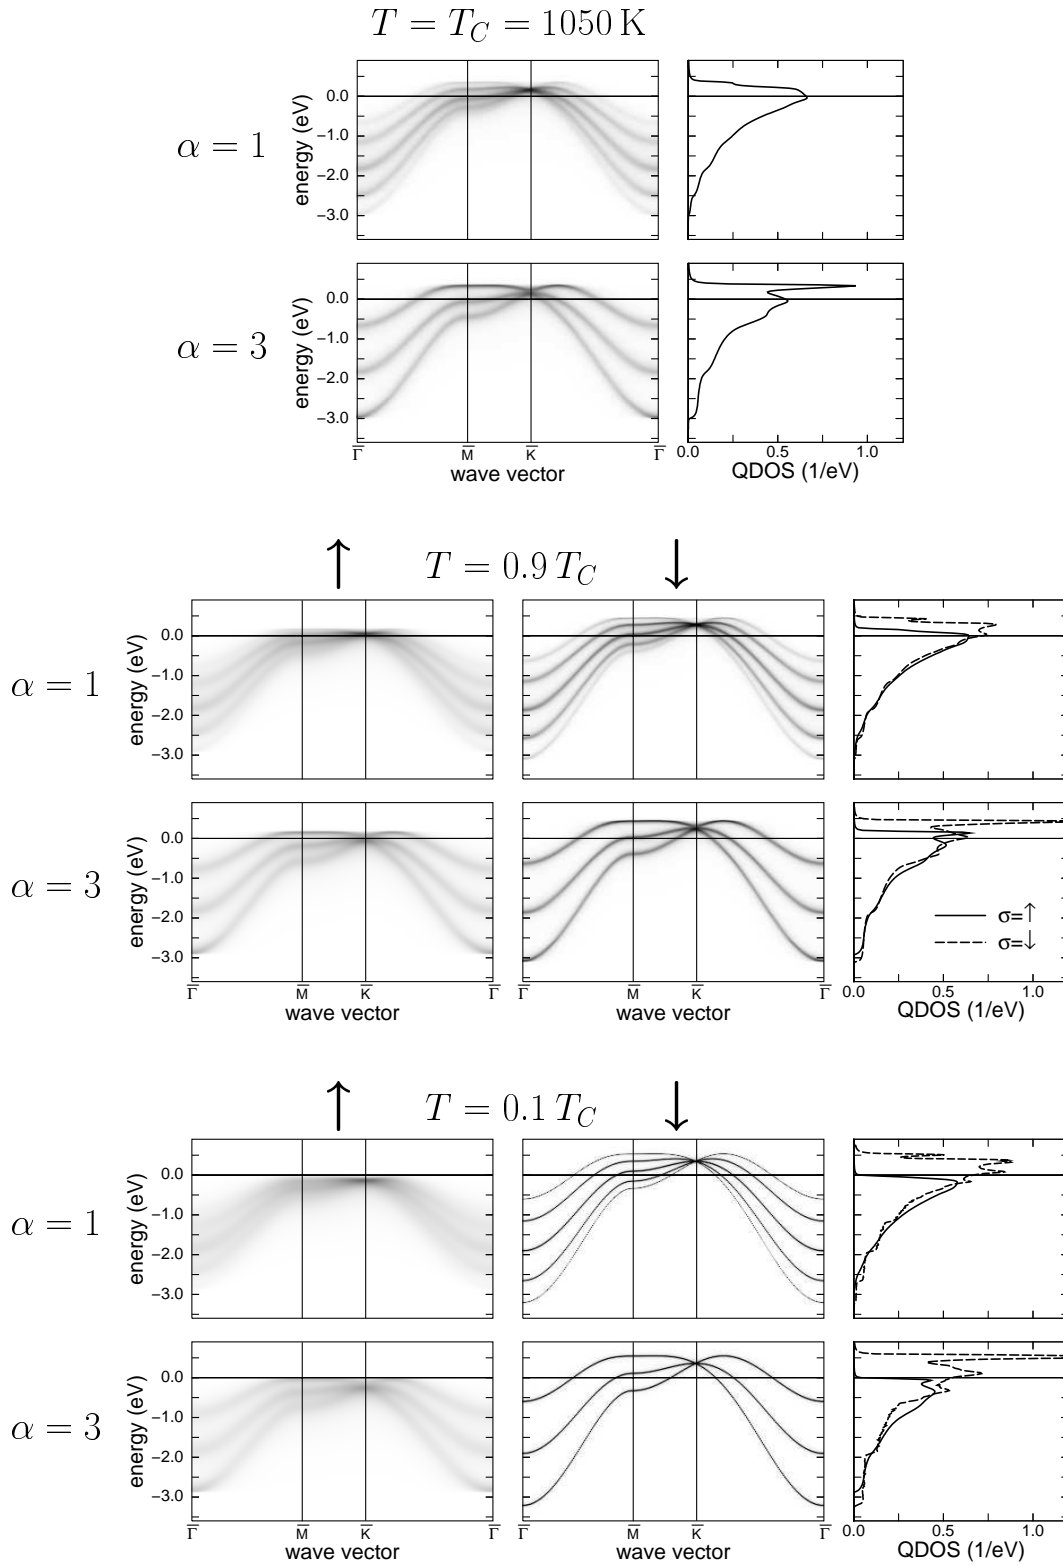 T = T_C = 1050 K
α = 1
energy (eV)
0.0
−1.0
−2.0
−3.0
α = 3
energy (eV)
0.0
−1.0
−2.0
−3.0
Γ̅ M̅ K̅ Γ̅
wave vector
0.0 0.5 1.0
QDOS (1/eV)
↑ T = 0.9 T_C ↓
α = 1
energy (eV)
0.0
−1.0
−2.0
−3.0
α = 3
energy (eV)
0.0
−1.0
−2.0
−3.0
σ=↑
σ=↓
Γ̅ M̅ K̅ Γ̅
wave vector
Γ̅ M̅ K̅ Γ̅
wave vector
0.0 0.5 1.0
QDOS (1/eV)
↑ T = 0.1 T_C ↓
α = 1
energy (eV)
0.0
−1.0
−2.0
−3.0
α = 3
energy (eV)
0.0
−1.0
−2.0
−3.0
Γ̅ M̅ K̅ Γ̅
wave vector
Γ̅ M̅ K̅ Γ̅
wave vector
0.0 0.5 1.0
QDOS (1/eV)